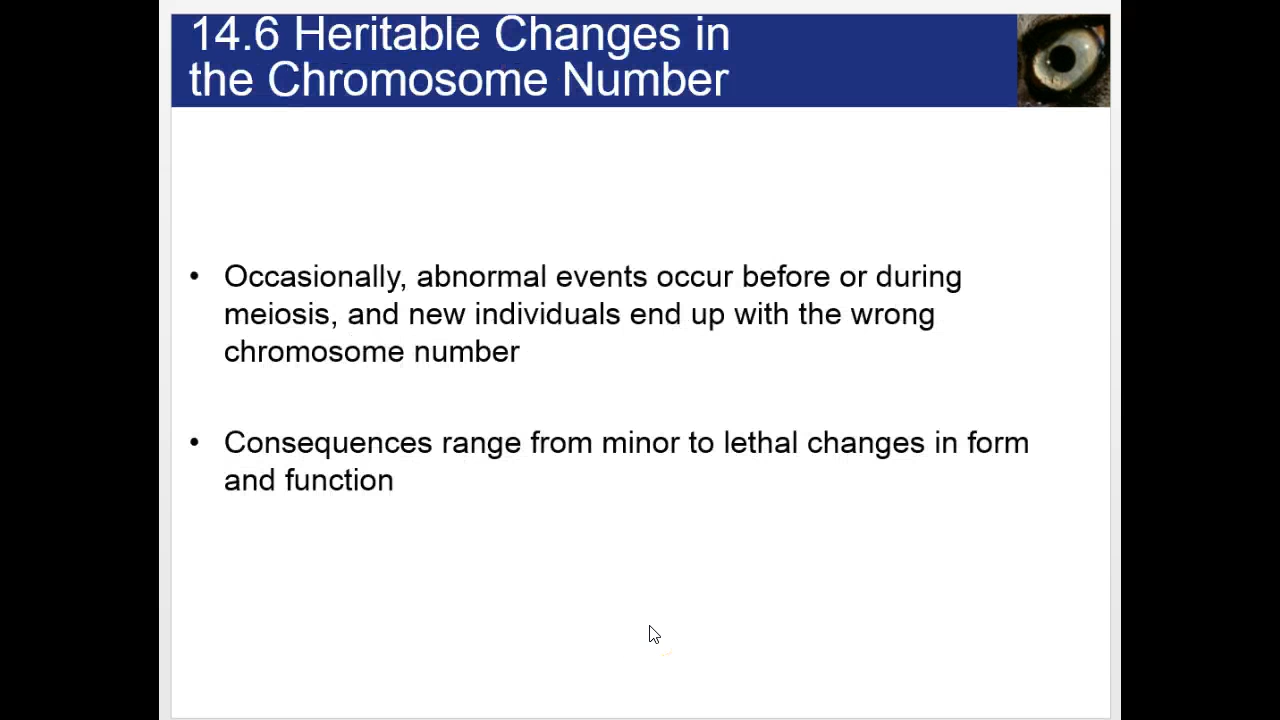 14.6 Heritable Changes in
the Chromosome Number
• Occasionally, abnormal events occur before or during
meiosis, and new individuals end up with the wrong
chromosome number
• Consequences range from minor to lethal changes in form
and function